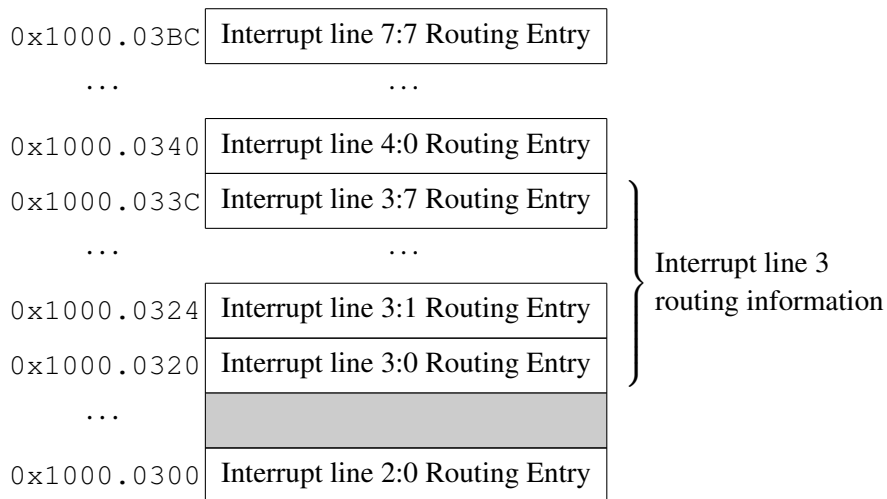 0x1000.03BC Interrupt line 7:7 Routing Entry
... ...
0x1000.0340 Interrupt line 4:0 Routing Entry
0x1000.033C Interrupt line 3:7 Routing Entry
... ...
Interrupt line 3
routing information
0x1000.0324 Interrupt line 3:1 Routing Entry
0x1000.0320 Interrupt line 3:0 Routing Entry
...
0x1000.0300 Interrupt line 2:0 Routing Entry